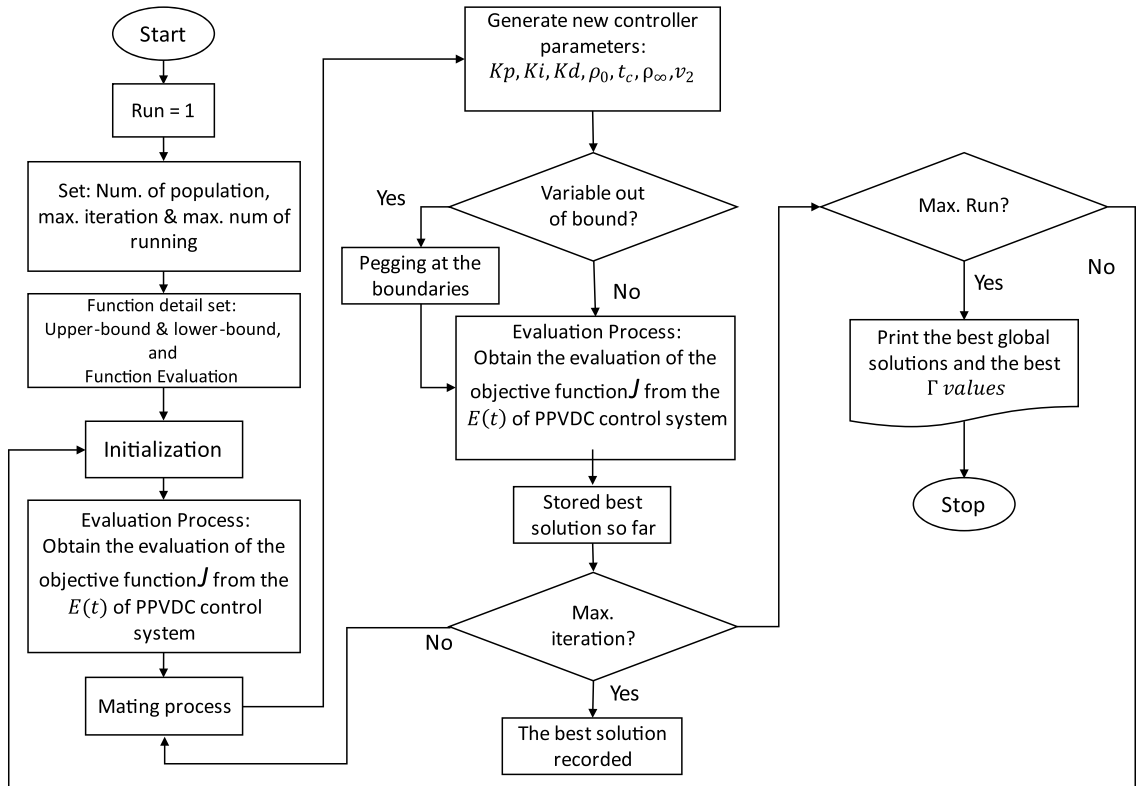 Start
Run = 1
Set: Num. of population,
max. iteration & max. num of
running
Function detail set:
Upper-bound & lower-bound,
and
Function Evaluation
Initialization
Evaluation Process:
Obtain the evaluation of the
objective function J from the
E(t) of PPVDC control
system
Mating process
Generate new controller
parameters:
Kp, Ki, Kd, ρ₀, t_c, ρ∞, v₂
Variable out
of bound?
Yes
Pegging at the
boundaries
No
Evaluation Process:
Obtain the evaluation of the
objective function J from the
E(t) of PPVDC control system
Stored best
solution so far
Max.
iteration?
No
Yes
The best solution
recorded
Max. Run?
No
Yes
Print the best global
solutions and the best
Γ values
Stop